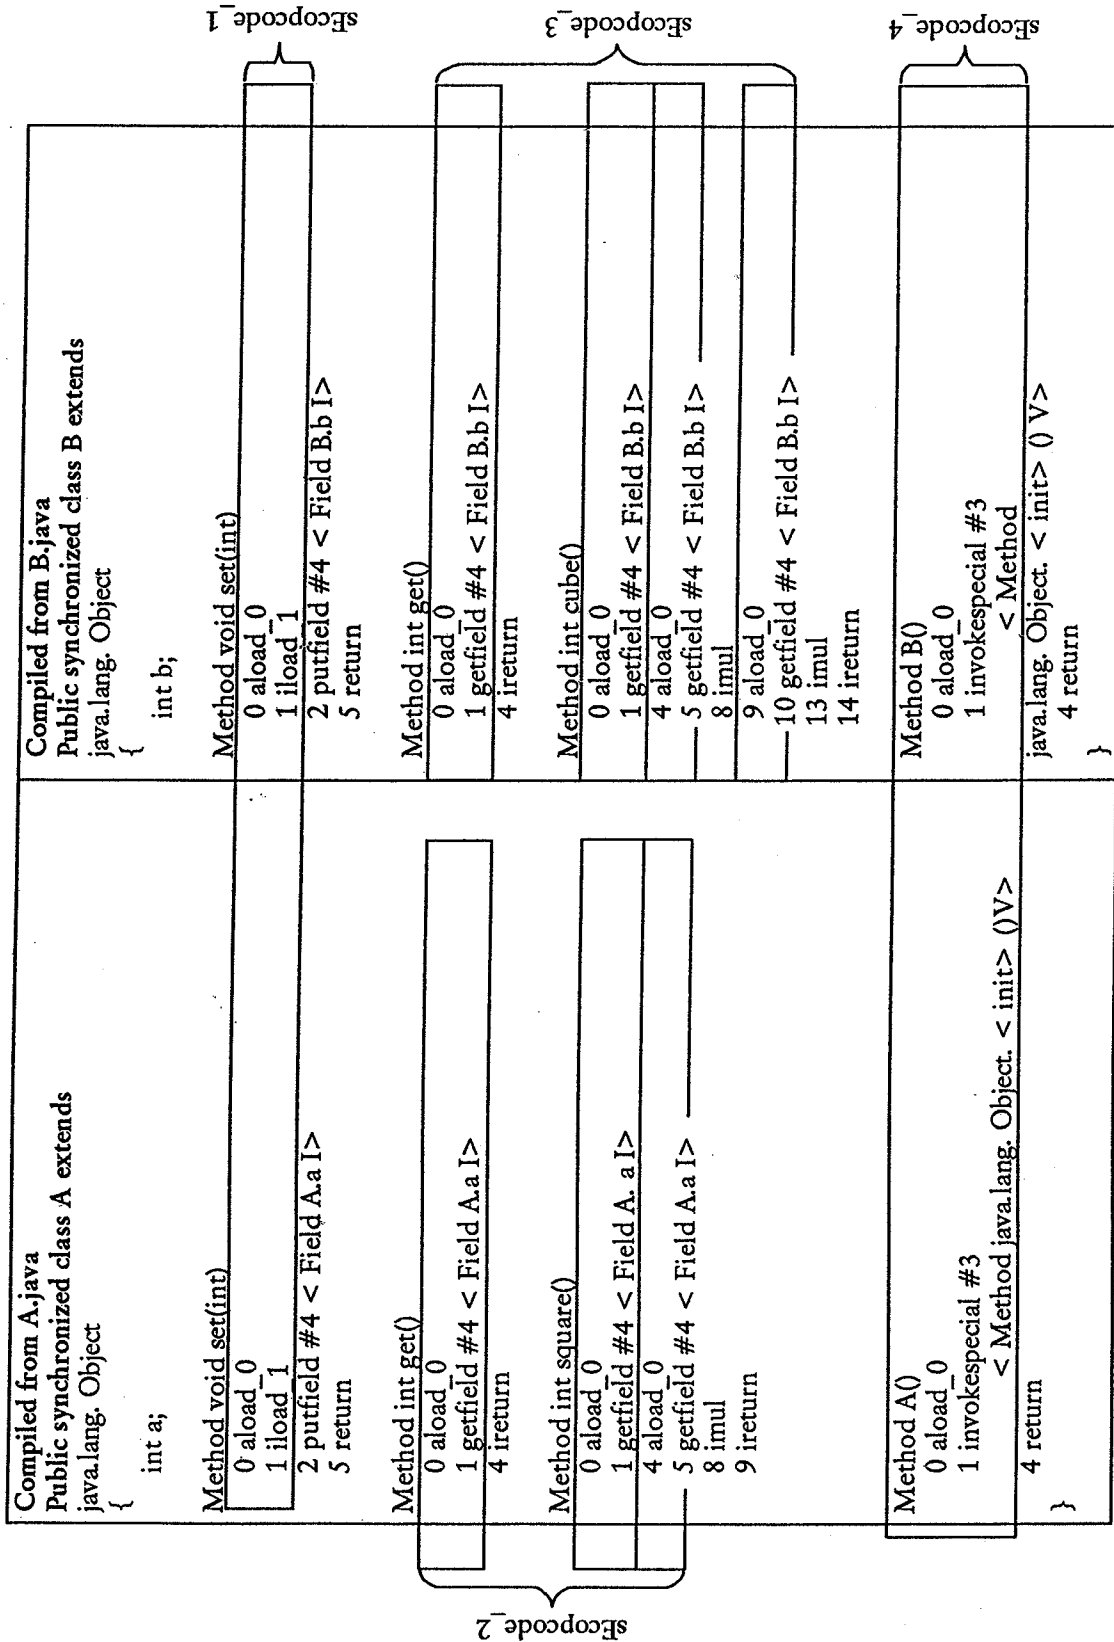 Compiled from A.java
Public synchronized class A extends
java.lang. Object
{
int a;
Method void set(int)
0 aload_0
1 iload_1
2 putfield #4 < Field A.a I>
5 return
Method int get()
0 aload_0
1 getfield #4 < Field A.a I>
4 ireturn
Method int square()
0 aload_0
1 getfield #4 < Field A. a I>
4 aload_0
5 getfield #4 < Field A.a I>
8 imul
9 ireturn
Method A()
0 aload_0
1 invokespecial #3
< Method java.lang. Object. < init> ()V>
4 return
}
Compiled from B.java
Public synchronized class B extends
java.lang. Object
{
int b;
Method void set(int)
0 aload_0
1 iload_1
2 putfield #4 < Field B.b I>
5 return
Method int get()
0 aload_0
1 getfield #4 < Field B.b I>
4 ireturn
Method int cube()
0 aload_0
1 getfield #4 < Field B.b I>
4 aload_0
5 getfield #4 < Field B.b I>
8 imul
9 aload_0
10 getfield #4 < Field B.b I>
13 imul
14 ireturn
Method B()
0 aload_0
1 invokespecial #3
< Method
java.lang. Object. < init> () V>
4 return
}
sEcopcode_1
sEcopcode_2
sEcopcode_3
sEcopcode_4